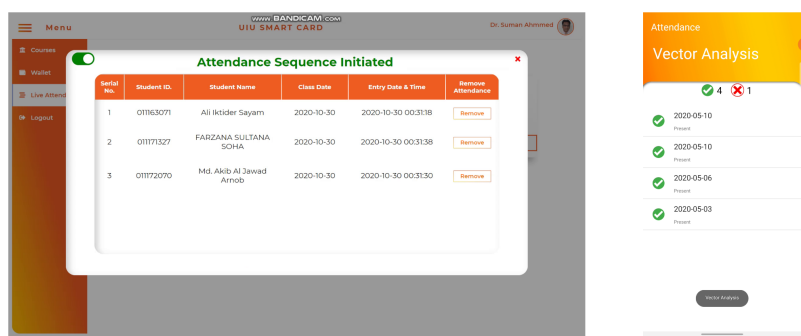 www.BANDICAM.com
Menu
UIU SMART CARD
Dr. Suman Ahmmed
Courses
Wallet
Live Attend
Logout
Attendance Sequence Initiated
Serial No. Student ID. Student Name Class Date Entry Date & Time Remove Attendance
1 011163071 Ali Iktider Sayam 2020-10-30 2020-10-30 00:31:18 Remove
2 011171327 FARZANA SULTANA SOHA 2020-10-30 2020-10-30 00:31:38 Remove
3 011172070 Md. Akib Al Jawad Arnob 2020-10-30 2020-10-30 00:31:30 Remove
Attendance
Vector Analysis
4 1
2020-05-10
Present
2020-05-10
Present
2020-05-06
Present
2020-05-03
Present
Vector Analysis